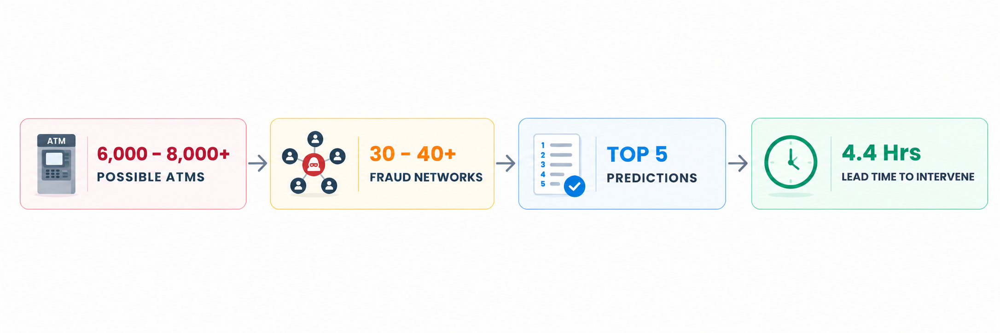 ATM
6,000 – 8,000+
POSSIBLE ATMS
30 – 40+
FRAUD NETWORKS
1
2
3
4
5
TOP 5
PREDICTIONS
4.4 Hrs
LEAD TIME TO INTERVENE